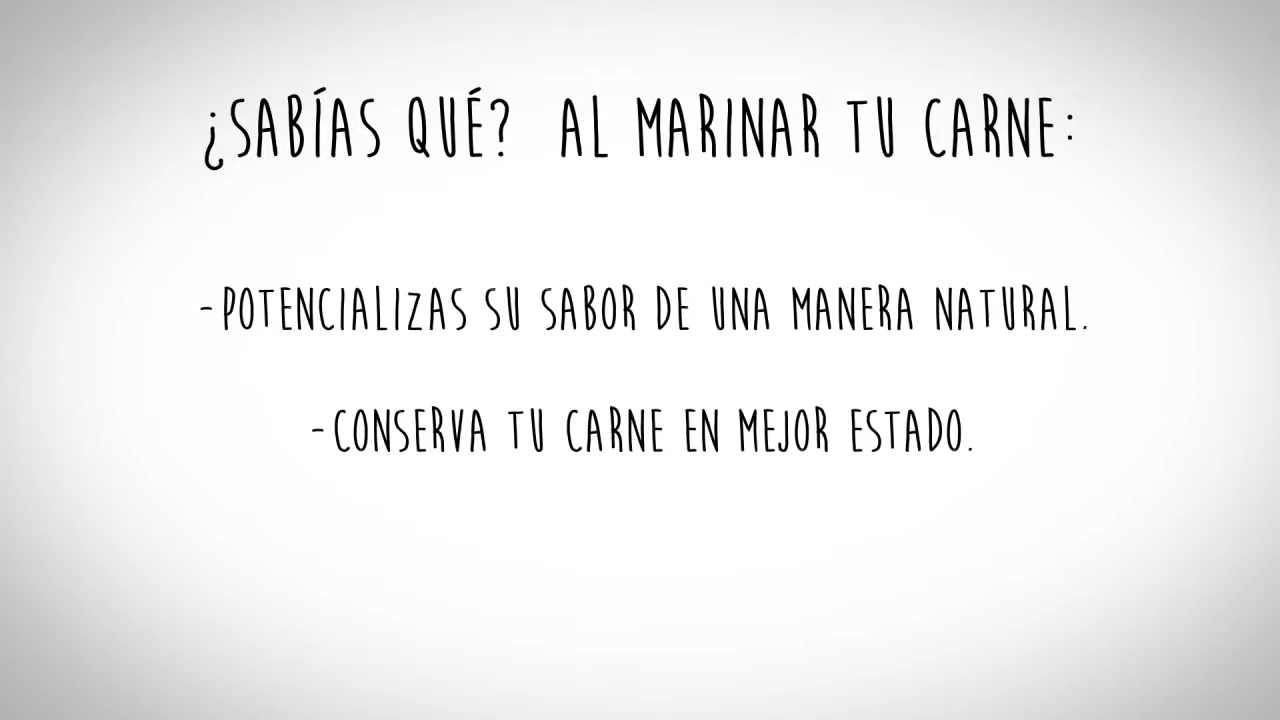 ¿SABÍAS QUÉ? AL MARINAR TU CARNE:
-POTENCIALIZAS SU SABOR DE UNA MANERA NATURAL.
-CONSERVA TU CARNE EN MEJOR ESTADO.